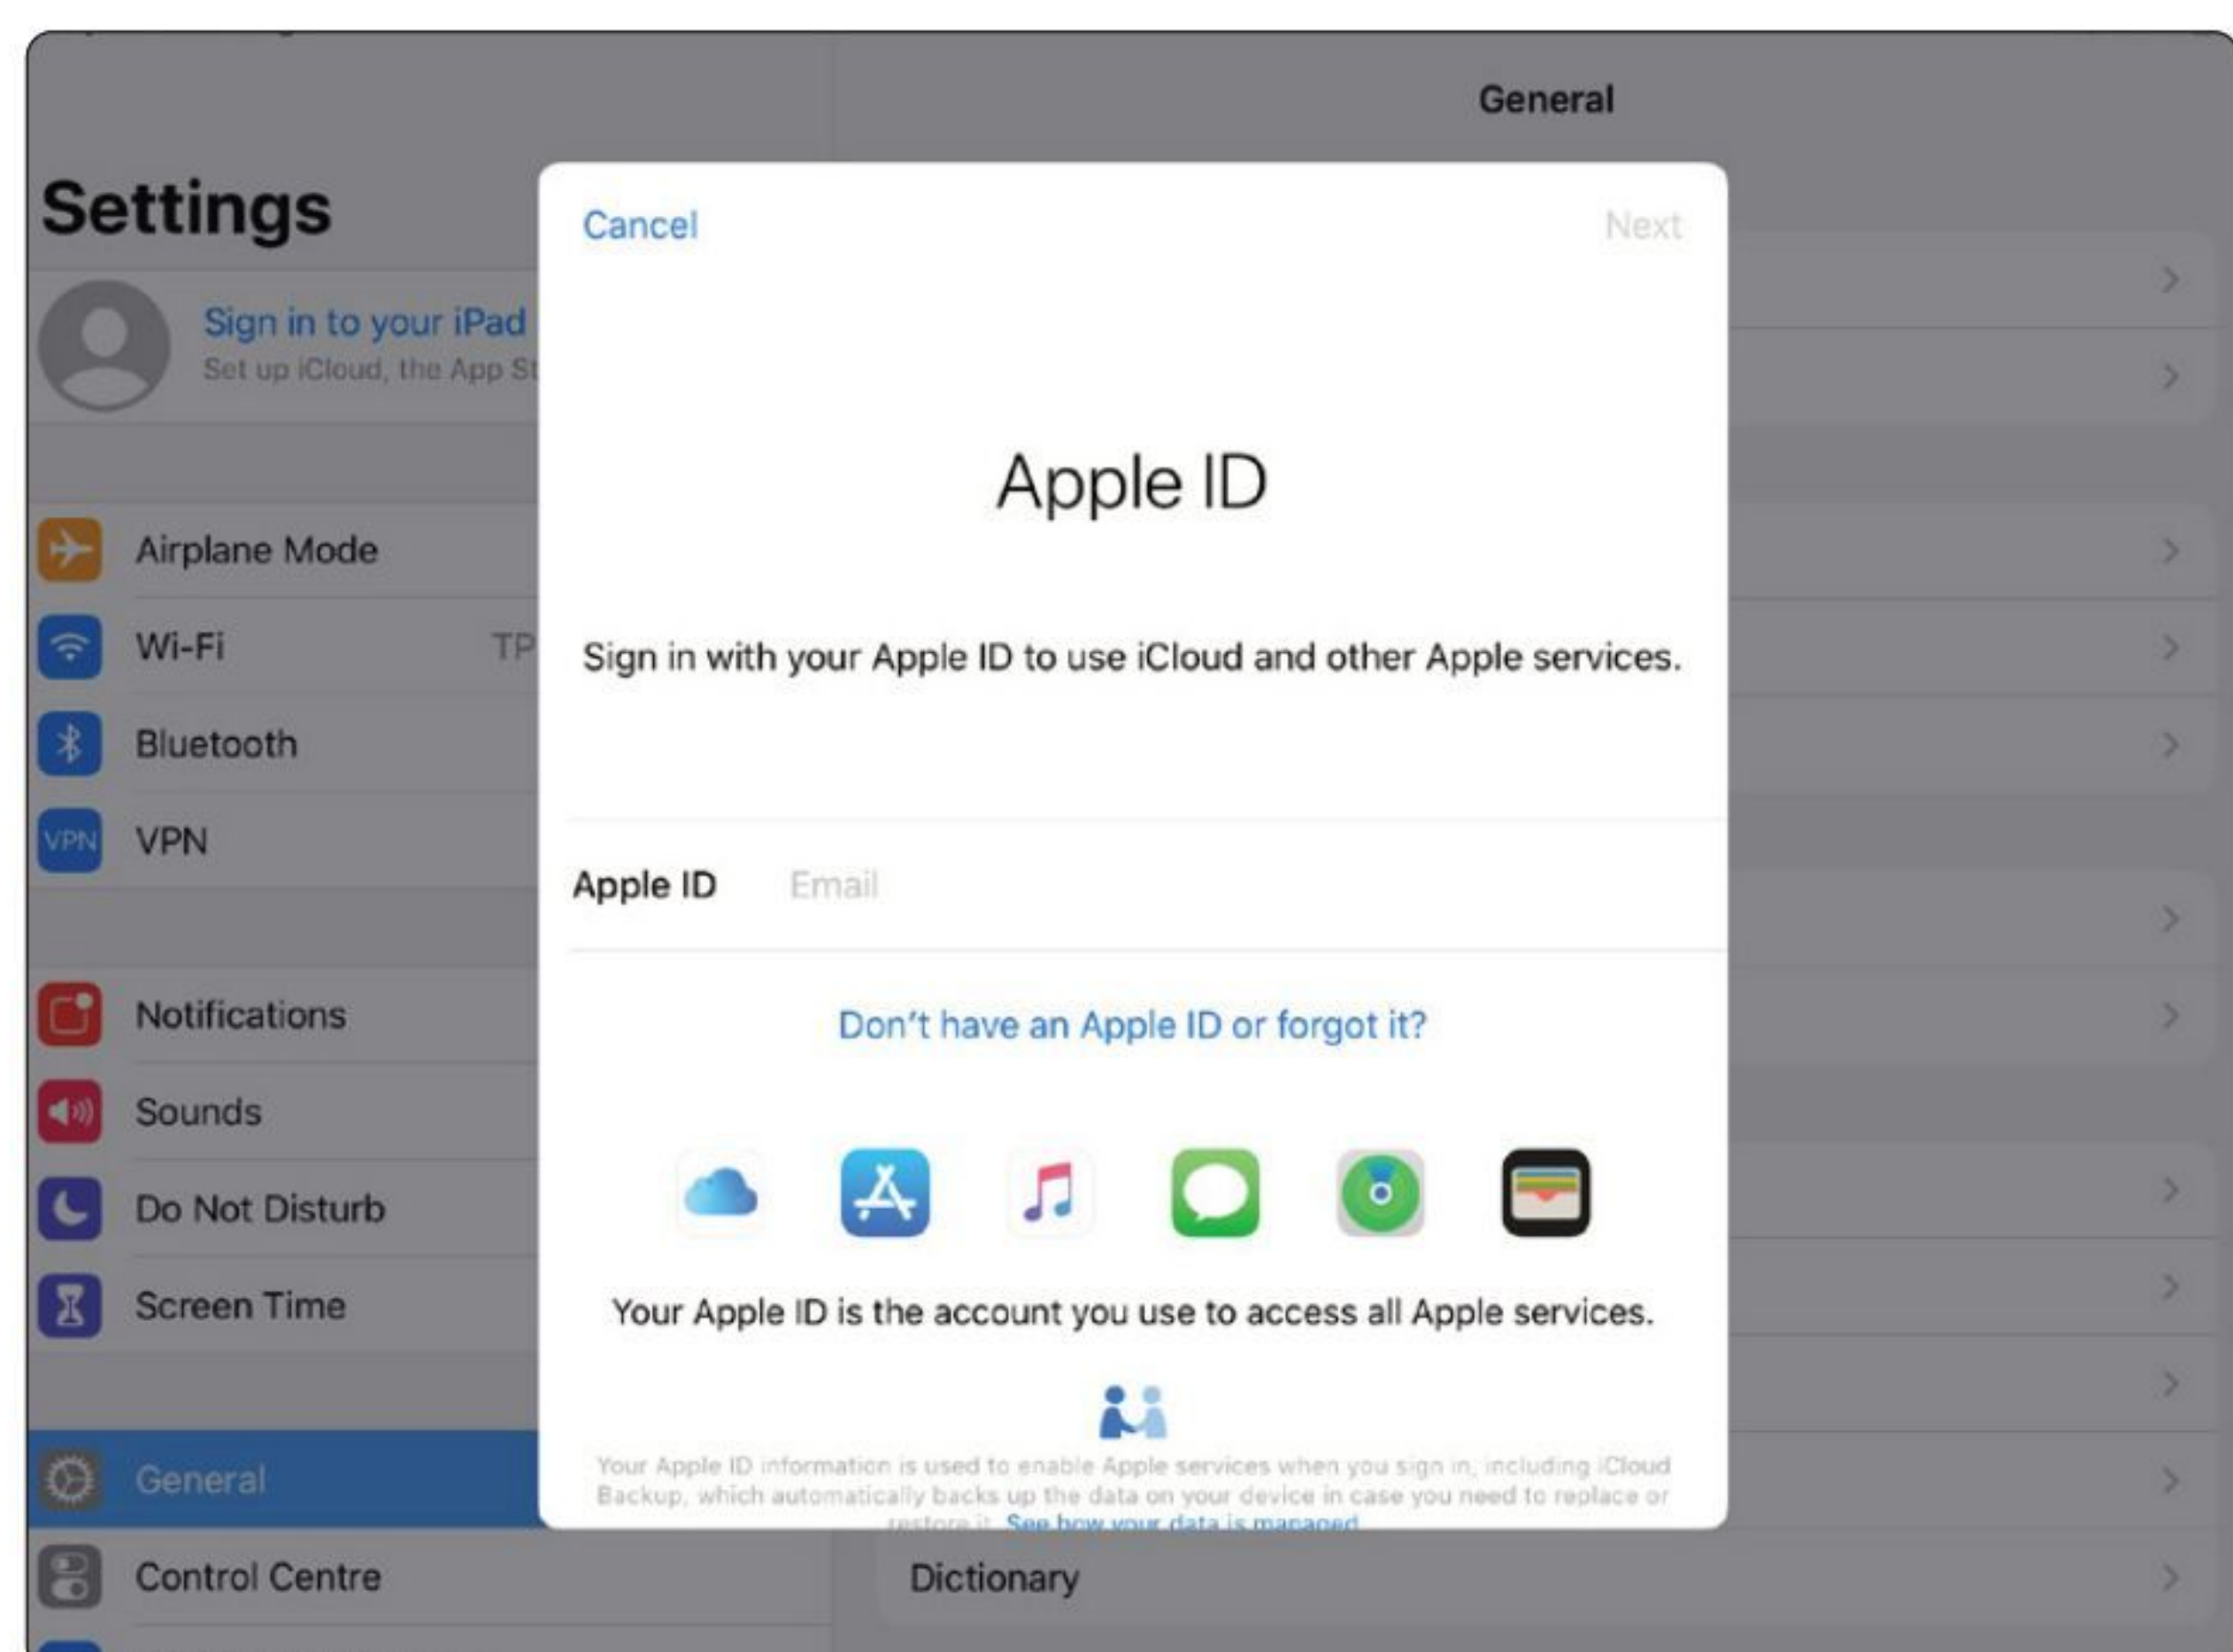 General
Settings
Cancel
Next
Sign in to your iPad
Set up iCloud, the App St
Apple ID
Airplane Mode
Wi-Fi
TP
Sign in with your Apple ID to use iCloud and other Apple services.
Bluetooth
VPN
VPN
Apple ID
Email
Notifications
Don't have an Apple ID or forgot it?
Sounds
Do Not Disturb
Screen Time
Your Apple ID is the account you use to access all Apple services.
General
Your Apple ID information is used to enable Apple services when you sign in, including iCloud
Backup, which automatically backs up the data on your device in case you need to replace or
restore it. See how your data is managed
Control Centre
Dictionary